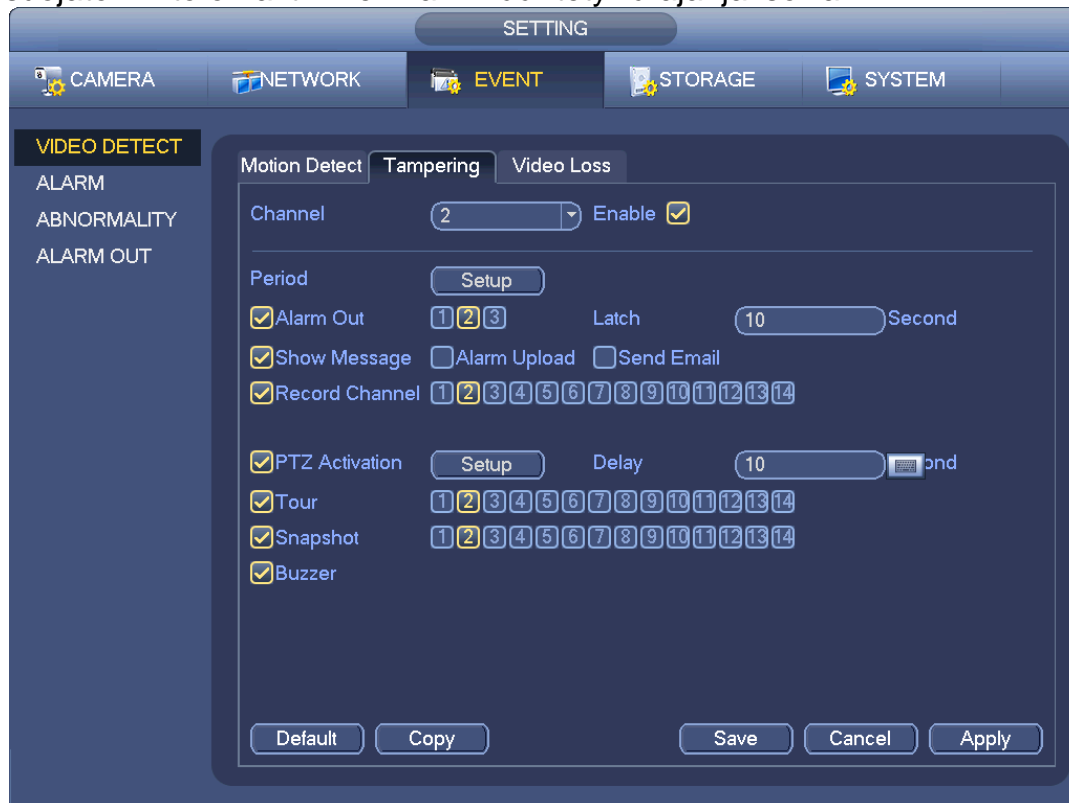 SETTING
CAMERA NETWORK EVENT STORAGE SYSTEM
VIDEO DETECT
ALARM
ABNORMALITY
ALARM OUT
Motion Detect Tampering Video Loss
Channel 2 Enable
Period Setup
Alarm Out 1 2 3 Latch 10 Second
Show Message Alarm Upload Send Email
Record Channel 1 2 3 4 5 6 7 8 9 10 11 12 13 14
PTZ Activation Setup Delay 10 ond
Tour 1 2 3 4 5 6 7 8 9 10 11 12 13 14
Snapshot 1 2 3 4 5 6 7 8 9 10 11 12 13 14
Buzzer
Default Copy Save Cancel Apply